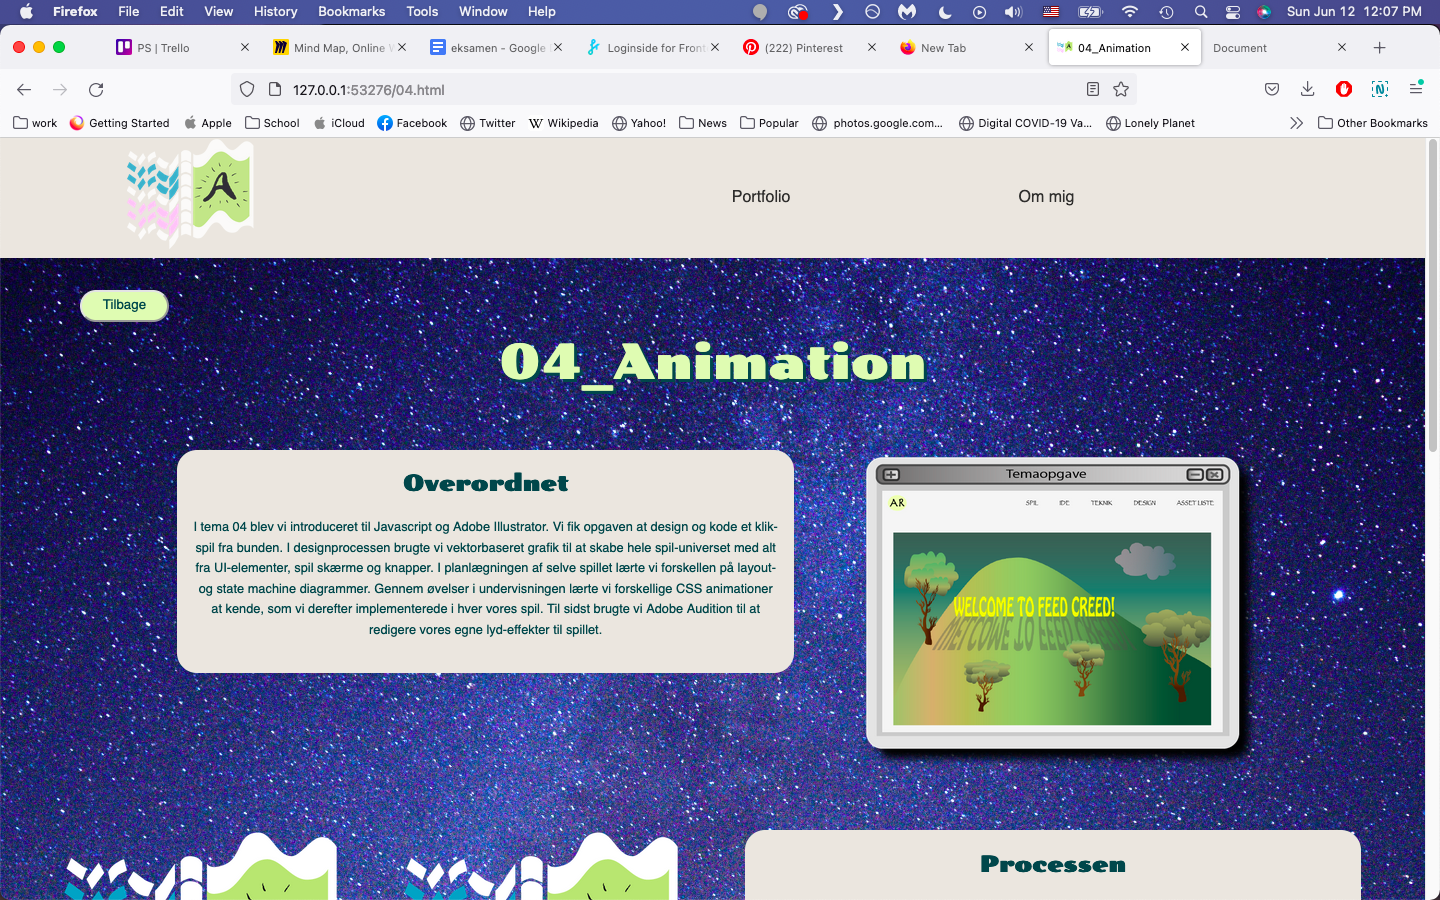 Firefox File Edit View History Bookmarks Tools Window Help Sun Jun 12 12:07 PM
PS | Trello Mind Map, Online W eksamen - Google Loginside for Front (222) Pinterest New Tab 04_Animation Document
127.0.0.1:53276/04.html
work Getting Started Apple School iCloud Facebook Twitter Wikipedia Yahoo! News Popular photos.google.com... Digital COVID-19 Va... Lonely Planet Other Bookmarks
A Portfolio Om mig
Tilbage
04_Animation
Overordnet
I tema 04 blev vi introduceret til Javascript og Adobe Illustrator. Vi fik opgaven at design og kode et klik-
spil fra bunden. I designprocessen brugte vi vektorbaseret grafik til at skabe hele spil-universet med alt
fra UI-elementer, spil skærme og knapper. I planlægningen af selve spillet lærte vi forskellen på layout-
og state machine diagrammer. Gennem øvelser i undervisningen lærte vi forskellige CSS animationer
at kende, som vi derefter implementerede i hver vores spil. Til sidst brugte vi Adobe Audition til at
redigere vores egne lyd-effekter til spillet.
Temaopgave
AR SPIL IDE TEKNIK DESIGN ASSET LISTE
WELCOME TO FEED CREED!
Processen